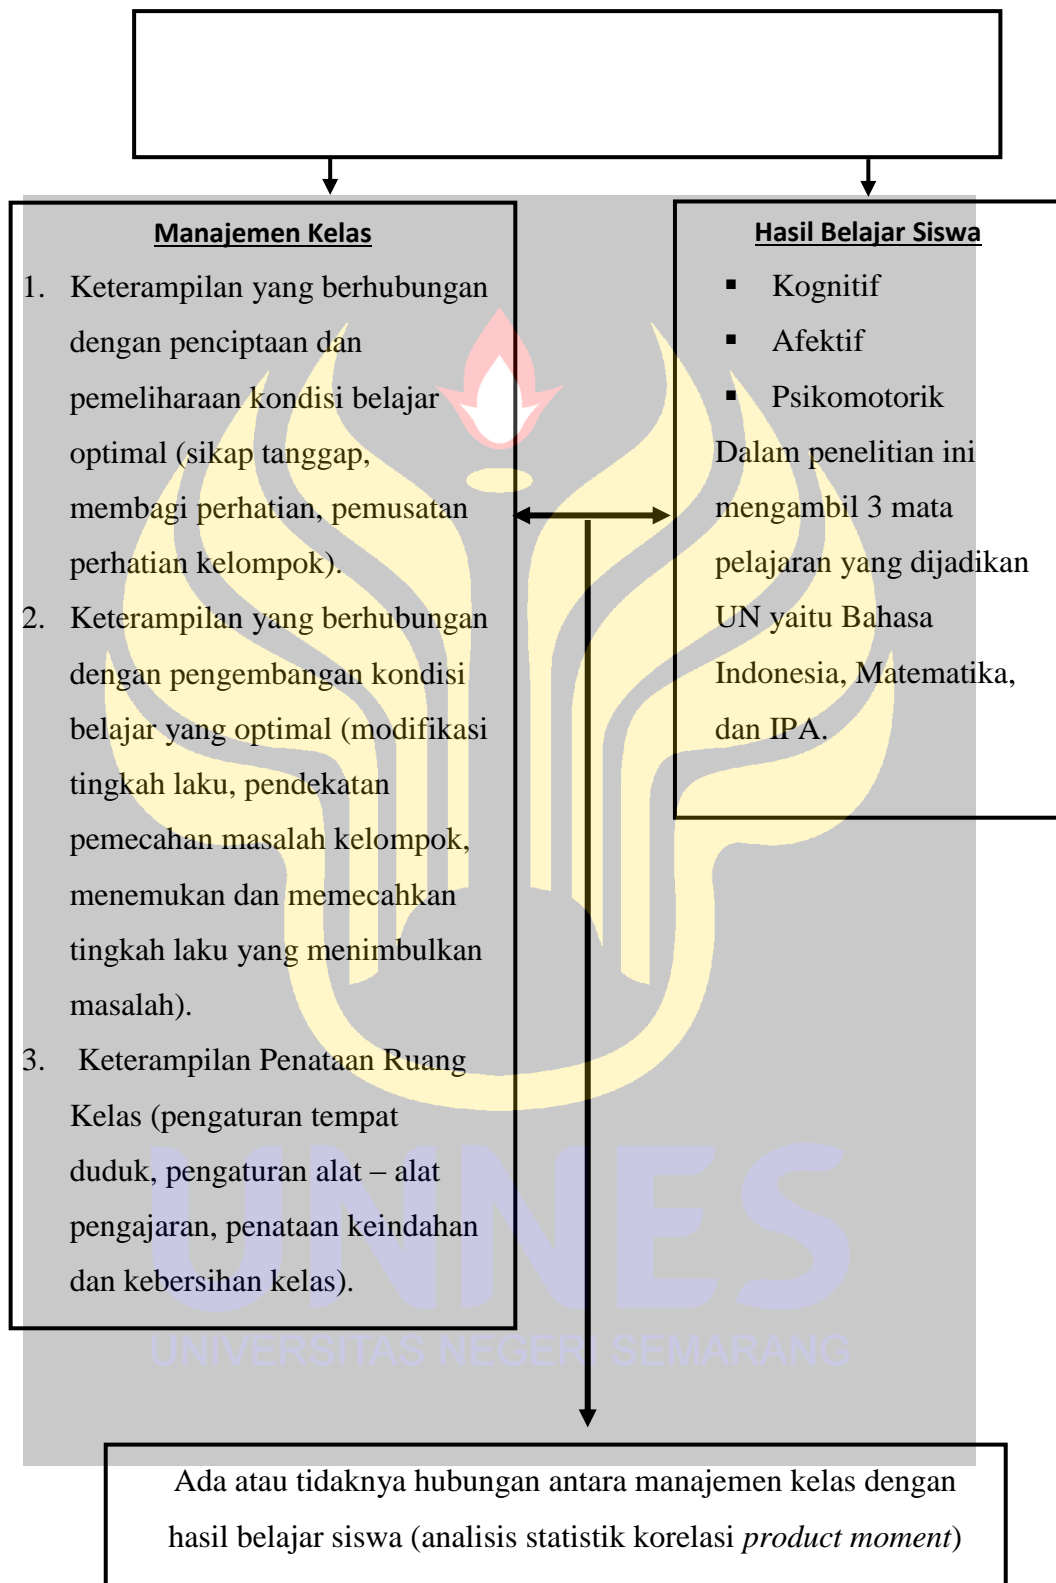 Manajemen Kelas
1. Keterampilan yang berhubungan
dengan penciptaan dan
pemeliharaan kondisi belajar
optimal (sikap tanggap,
membagi perhatian, pemusatan
perhatian kelompok).
2. Keterampilan yang berhubungan
dengan pengembangan kondisi
belajar yang optimal (modifikasi
tingkah laku, pendekatan
pemecahan masalah kelompok,
menemukan dan memecahkan
tingkah laku yang menimbulkan
masalah).
3. Keterampilan Penataan Ruang
Kelas (pengaturan tempat
duduk, pengaturan alat – alat
pengajaran, penataan keindahan
dan kebersihan kelas).
Hasil Belajar Siswa
▪ Kognitif
▪ Afektif
▪ Psikomotorik
Dalam penelitian ini
mengambil 3 mata
pelajaran yang dijadikan
UN yaitu Bahasa
Indonesia, Matematika,
dan IPA.
UNNES
UNIVERSITAS NEGERI SEMARANG
Ada atau tidaknya hubungan antara manajemen kelas dengan
hasil belajar siswa (analisis statistik korelasi product moment)